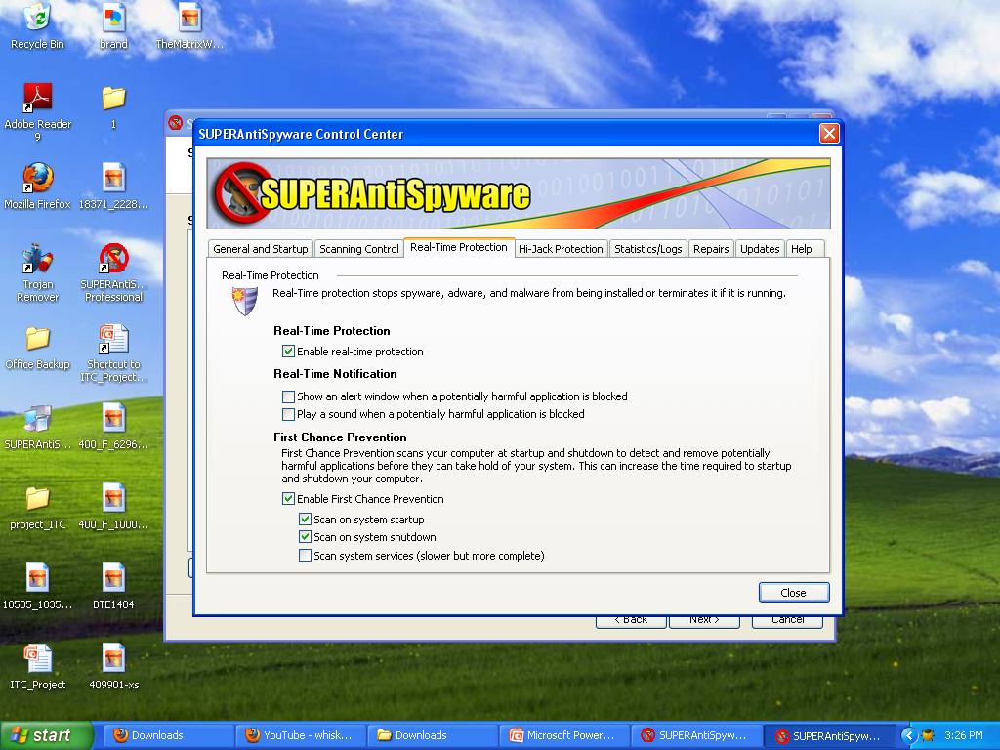 Recycle Bin
brand
TheMatrixW...
Adobe Reader
9
1
Mozilla Firefox
18371_2228...
Trojan
Remover
SUPERAntiS...
Professional
Office Backup
Shortcut to
ITC_Project...
SUPERAntiS...
400_F_6296...
project_ITC
400_F_1000...
18535_1035...
BTE1404
ITC_Project
409901-xs
SUPERAntiSpyware Control Center
SUPERAntiSpyware
General and Startup
Scanning Control
Real-Time Protection
Hi-Jack Protection
Statistics/Logs
Repairs
Updates
Help
Real-Time Protection
Real-Time protection stops spyware, adware, and malware from being installed or terminates it if it is running.
Real-Time Protection
Enable real-time protection
Real-Time Notification
Show an alert window when a potentially harmful application is blocked
Play a sound when a potentially harmful application is blocked
First Chance Prevention
First Chance Prevention scans your computer at startup and shutdown to detect and remove potentially
harmful applications before they can take hold of your system. This can increase the time required to startup
and shutdown your computer.
Enable First Chance Prevention
Scan on system startup
Scan on system shutdown
Scan system services (slower but more complete)
Close
< Back
Next >
Cancel
start
Downloads
YouTube - whisk...
Downloads
Microsoft Power...
SUPERAntiSpyw...
SUPERAntiSpyw...
3:26 PM